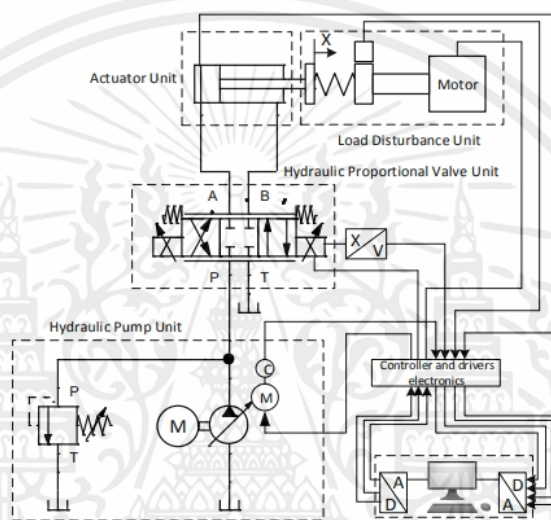 X
Actuator Unit
Motor
Load Disturbance Unit
Hydraulic Proportional Valve Unit
A B
X
V
P T
Hydraulic Pump Unit
C
Controller and drivers
electronics
P
M
M
T
A
D
D
A